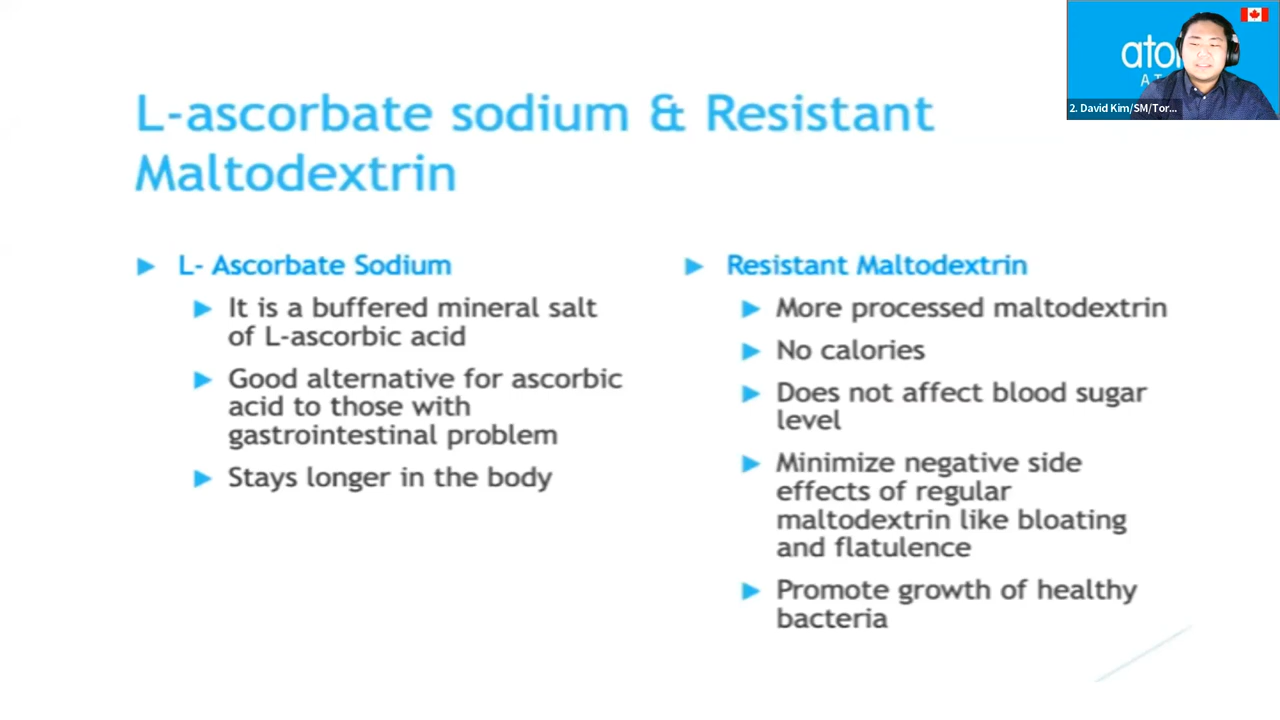 L-ascorbate sodium & Resistant
Maltodextrin
L- Ascorbate Sodium
It is a buffered mineral salt
of L-ascorbic acid
Good alternative for ascorbic
acid to those with
gastrointestinal problem
Stays longer in the body
Resistant Maltodextrin
More processed maltodextrin
No calories
Does not affect blood sugar
level
Minimize negative side
effects of regular
maltodextrin like bloating
and flatulence
Promote growth of healthy
bacteria
2. David Kim/SM/Tor...